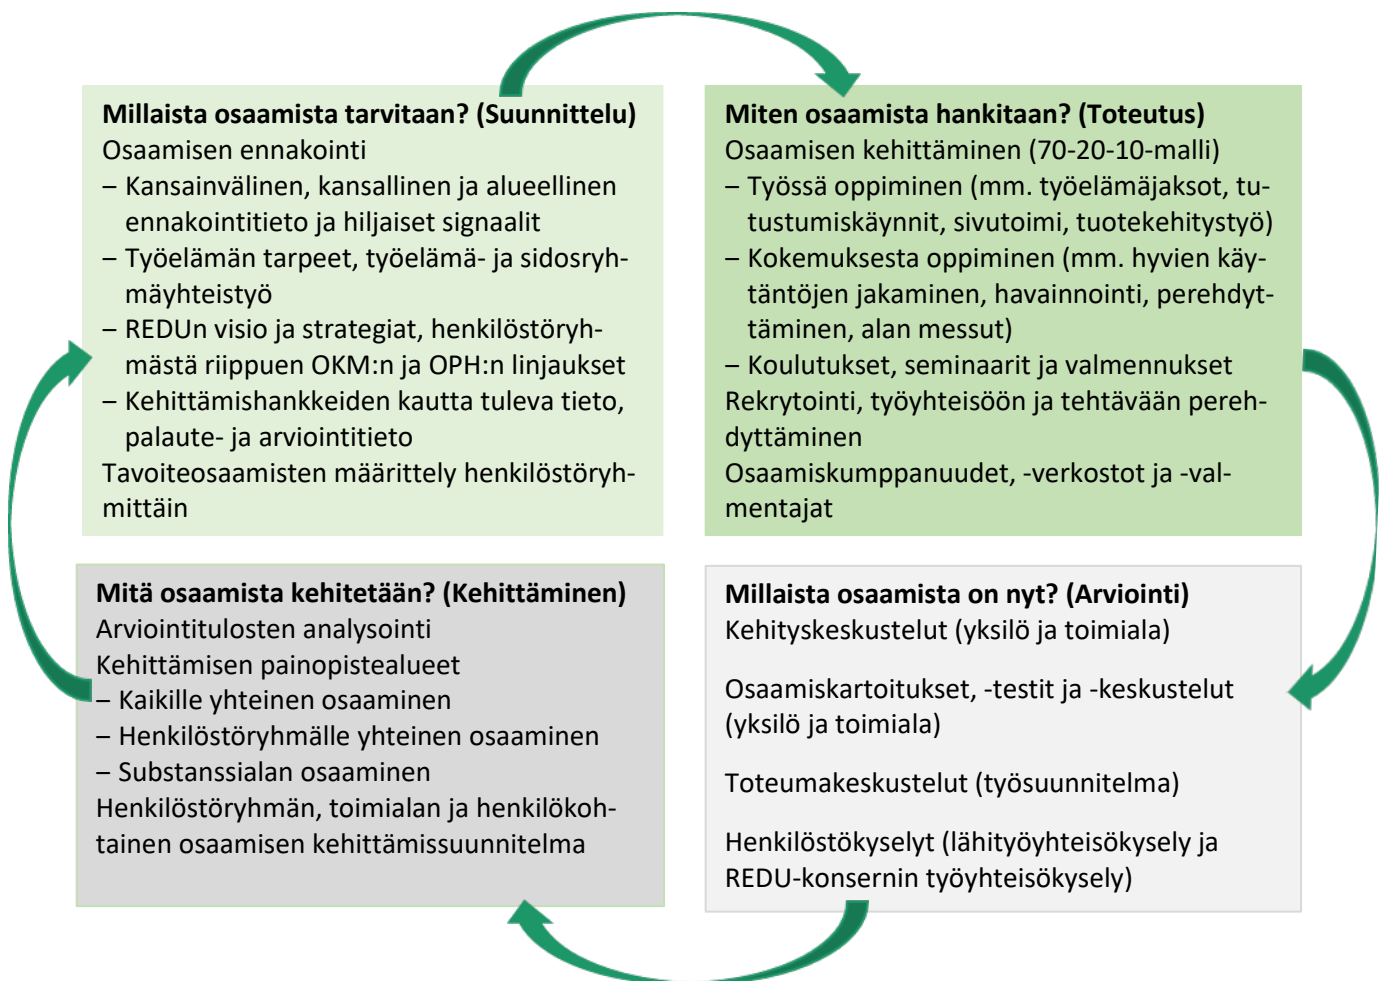 Millaista osaamista tarvitaan? (Suunnittelu)
Osaamisen ennakointi
– Kansainvälinen, kansallinen ja alueellinen
ennakointitieto ja hiljaiset signaalit
– Työelämän tarpeet, työelämä- ja sidosryh-
mäyhteistyö
– REDUn visio ja strategiat, henkilöstöryh-
mästä riippuen OKM:n ja OPH:n linjaukset
– Kehittämishankkeiden kautta tuleva tieto,
palaute- ja arviointitieto
Tavoiteosaamisten määrittely henkilöstöryh-
mittäin
Miten osaamista hankitaan? (Toteutus)
Osaamisen kehittäminen (70-20-10-malli)
– Työssä oppiminen (mm. työelämäjaksot, tu-
tustumiskäynnit, sivutoimi, tuotekehitystyö)
– Kokemuksesta oppiminen (mm. hyvien käy-
täntöjen jakaminen, havainnointi, perehdyt-
täminen, alan messut)
– Koulutukset, seminaarit ja valmennukset
Rekrytointi, työyhteisöön ja tehtävään pereh-
dyttäminen
Osaamiskumppanuudet, -verkostot ja -val-
mentajat
Mitä osaamista kehitetään? (Kehittäminen)
Arviointitulosten analysointi
Kehittämisen painopistealueet
– Kaikille yhteinen osaaminen
– Henkilöstöryhmälle yhteinen osaaminen
– Substanssialan osaaminen
Henkilöstöryhmän, toimialan ja henkilökoh-
tainen osaamisen kehittämissuunnitelma
Millaista osaamista on nyt? (Arviointi)
Kehityskeskustelut (yksilö ja toimiala)
Osaamiskartoitukset, -testit ja -keskustelut
(yksilö ja toimiala)
Toteumakeskustelut (työsuunnitelma)
Henkilöstökyselyt (lähityöyhteisökysely ja
REDU-konsernin työyhteisökysely)